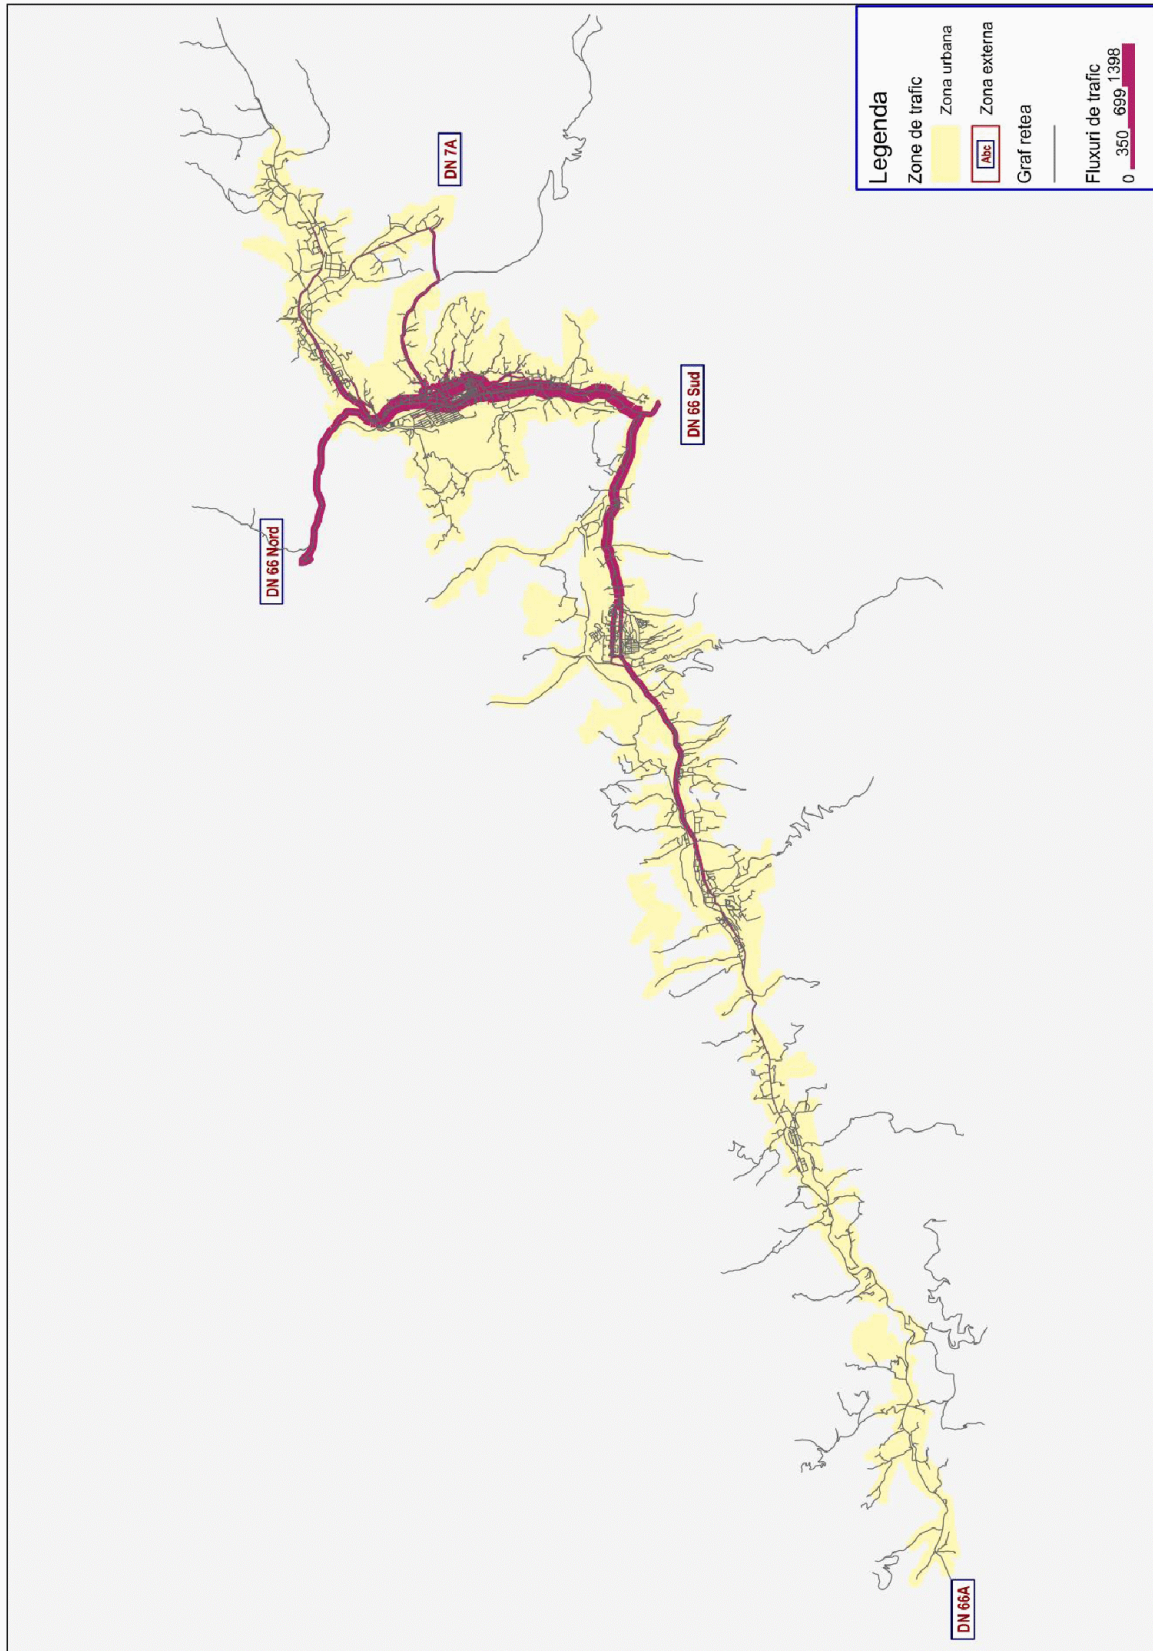 DN 66A
DN 66 Nord
DN 66 Sud
DN 7A
Legenda
Zone de trafic
Zona urbana
Abc
Zona externa
Graf retea
Fluxuri de trafic
0 350 699 1398